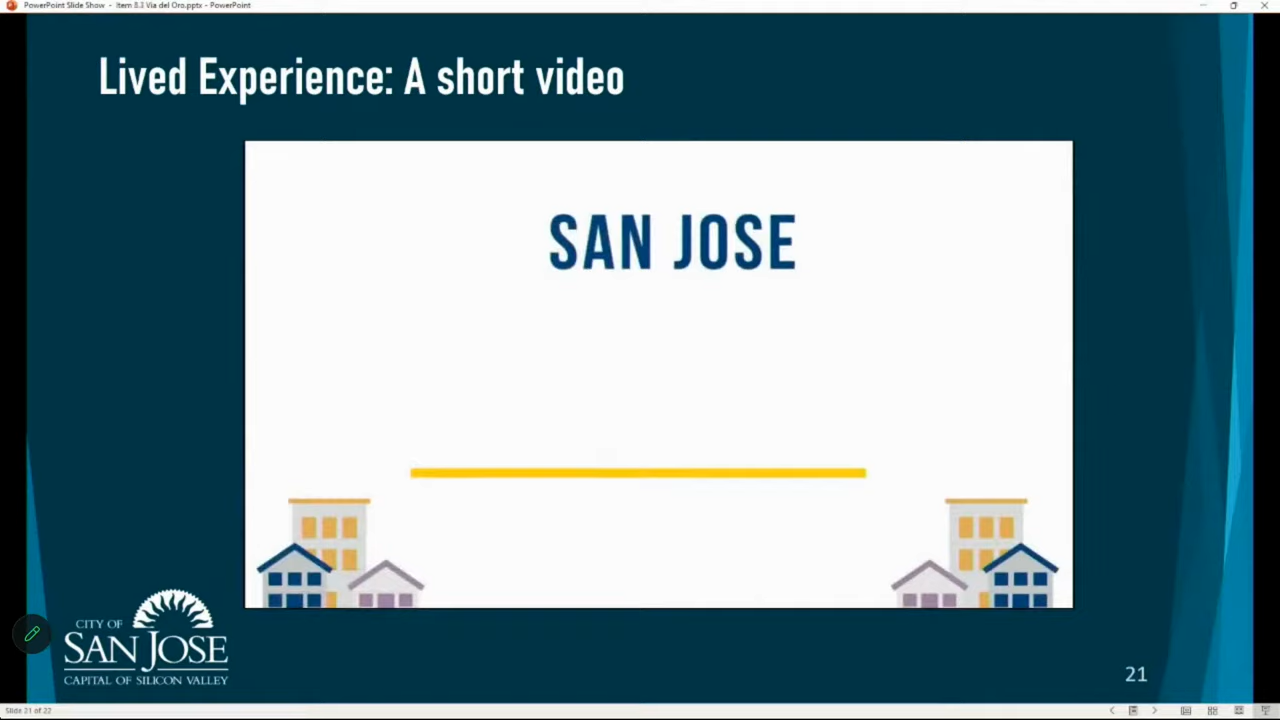 PowerPoint Slide Show - Item 8.3 Via del Oro.pptx - PowerPoint
Lived Experience: A short video
SAN JOSE
CITY OF
SAN JOSE
CAPITAL OF SILICON VALLEY
21
Slide 21 of 22